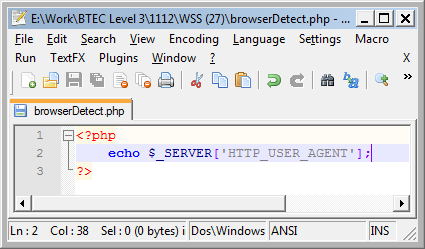 E:\Work\BTEC Level 3\1112\WSS (27)\browserDetect.php - ...
File Edit Search View Encoding Language Settings Macro
Run TextFX Plugins Window ? X
browserDetect.php
1 <?php
2 echo $_SERVER['HTTP_USER_AGENT'];
3 ?>
Ln : 2 Col : 38 Sel : 0 (0 bytes) i Dos\Windows ANSI INS